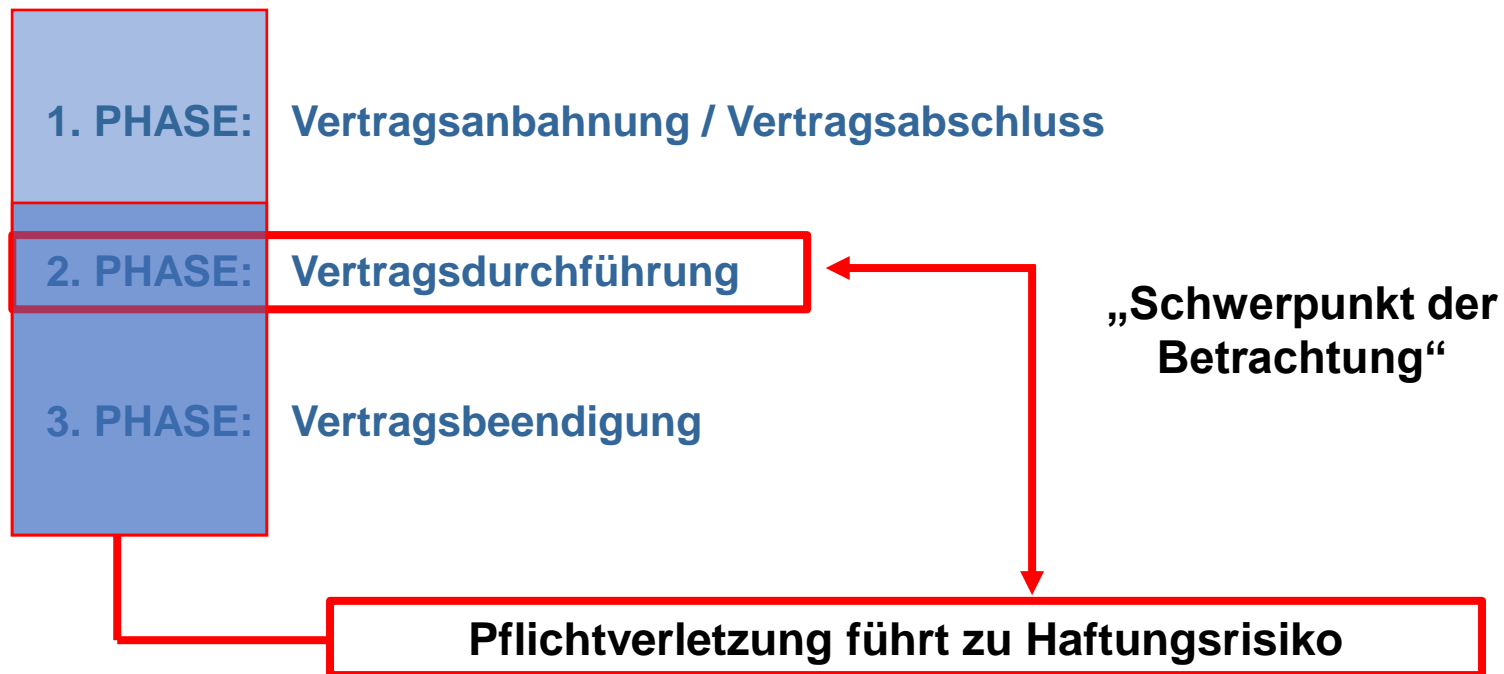 1. PHASE: Vertragsanbahnung / Vertragsabschluss
2. PHASE: Vertragsdurchführung
„Schwerpunkt der
Betrachtung“
3. PHASE: Vertragsbeendigung
Pflichtverletzung führt zu Haftungsrisiko